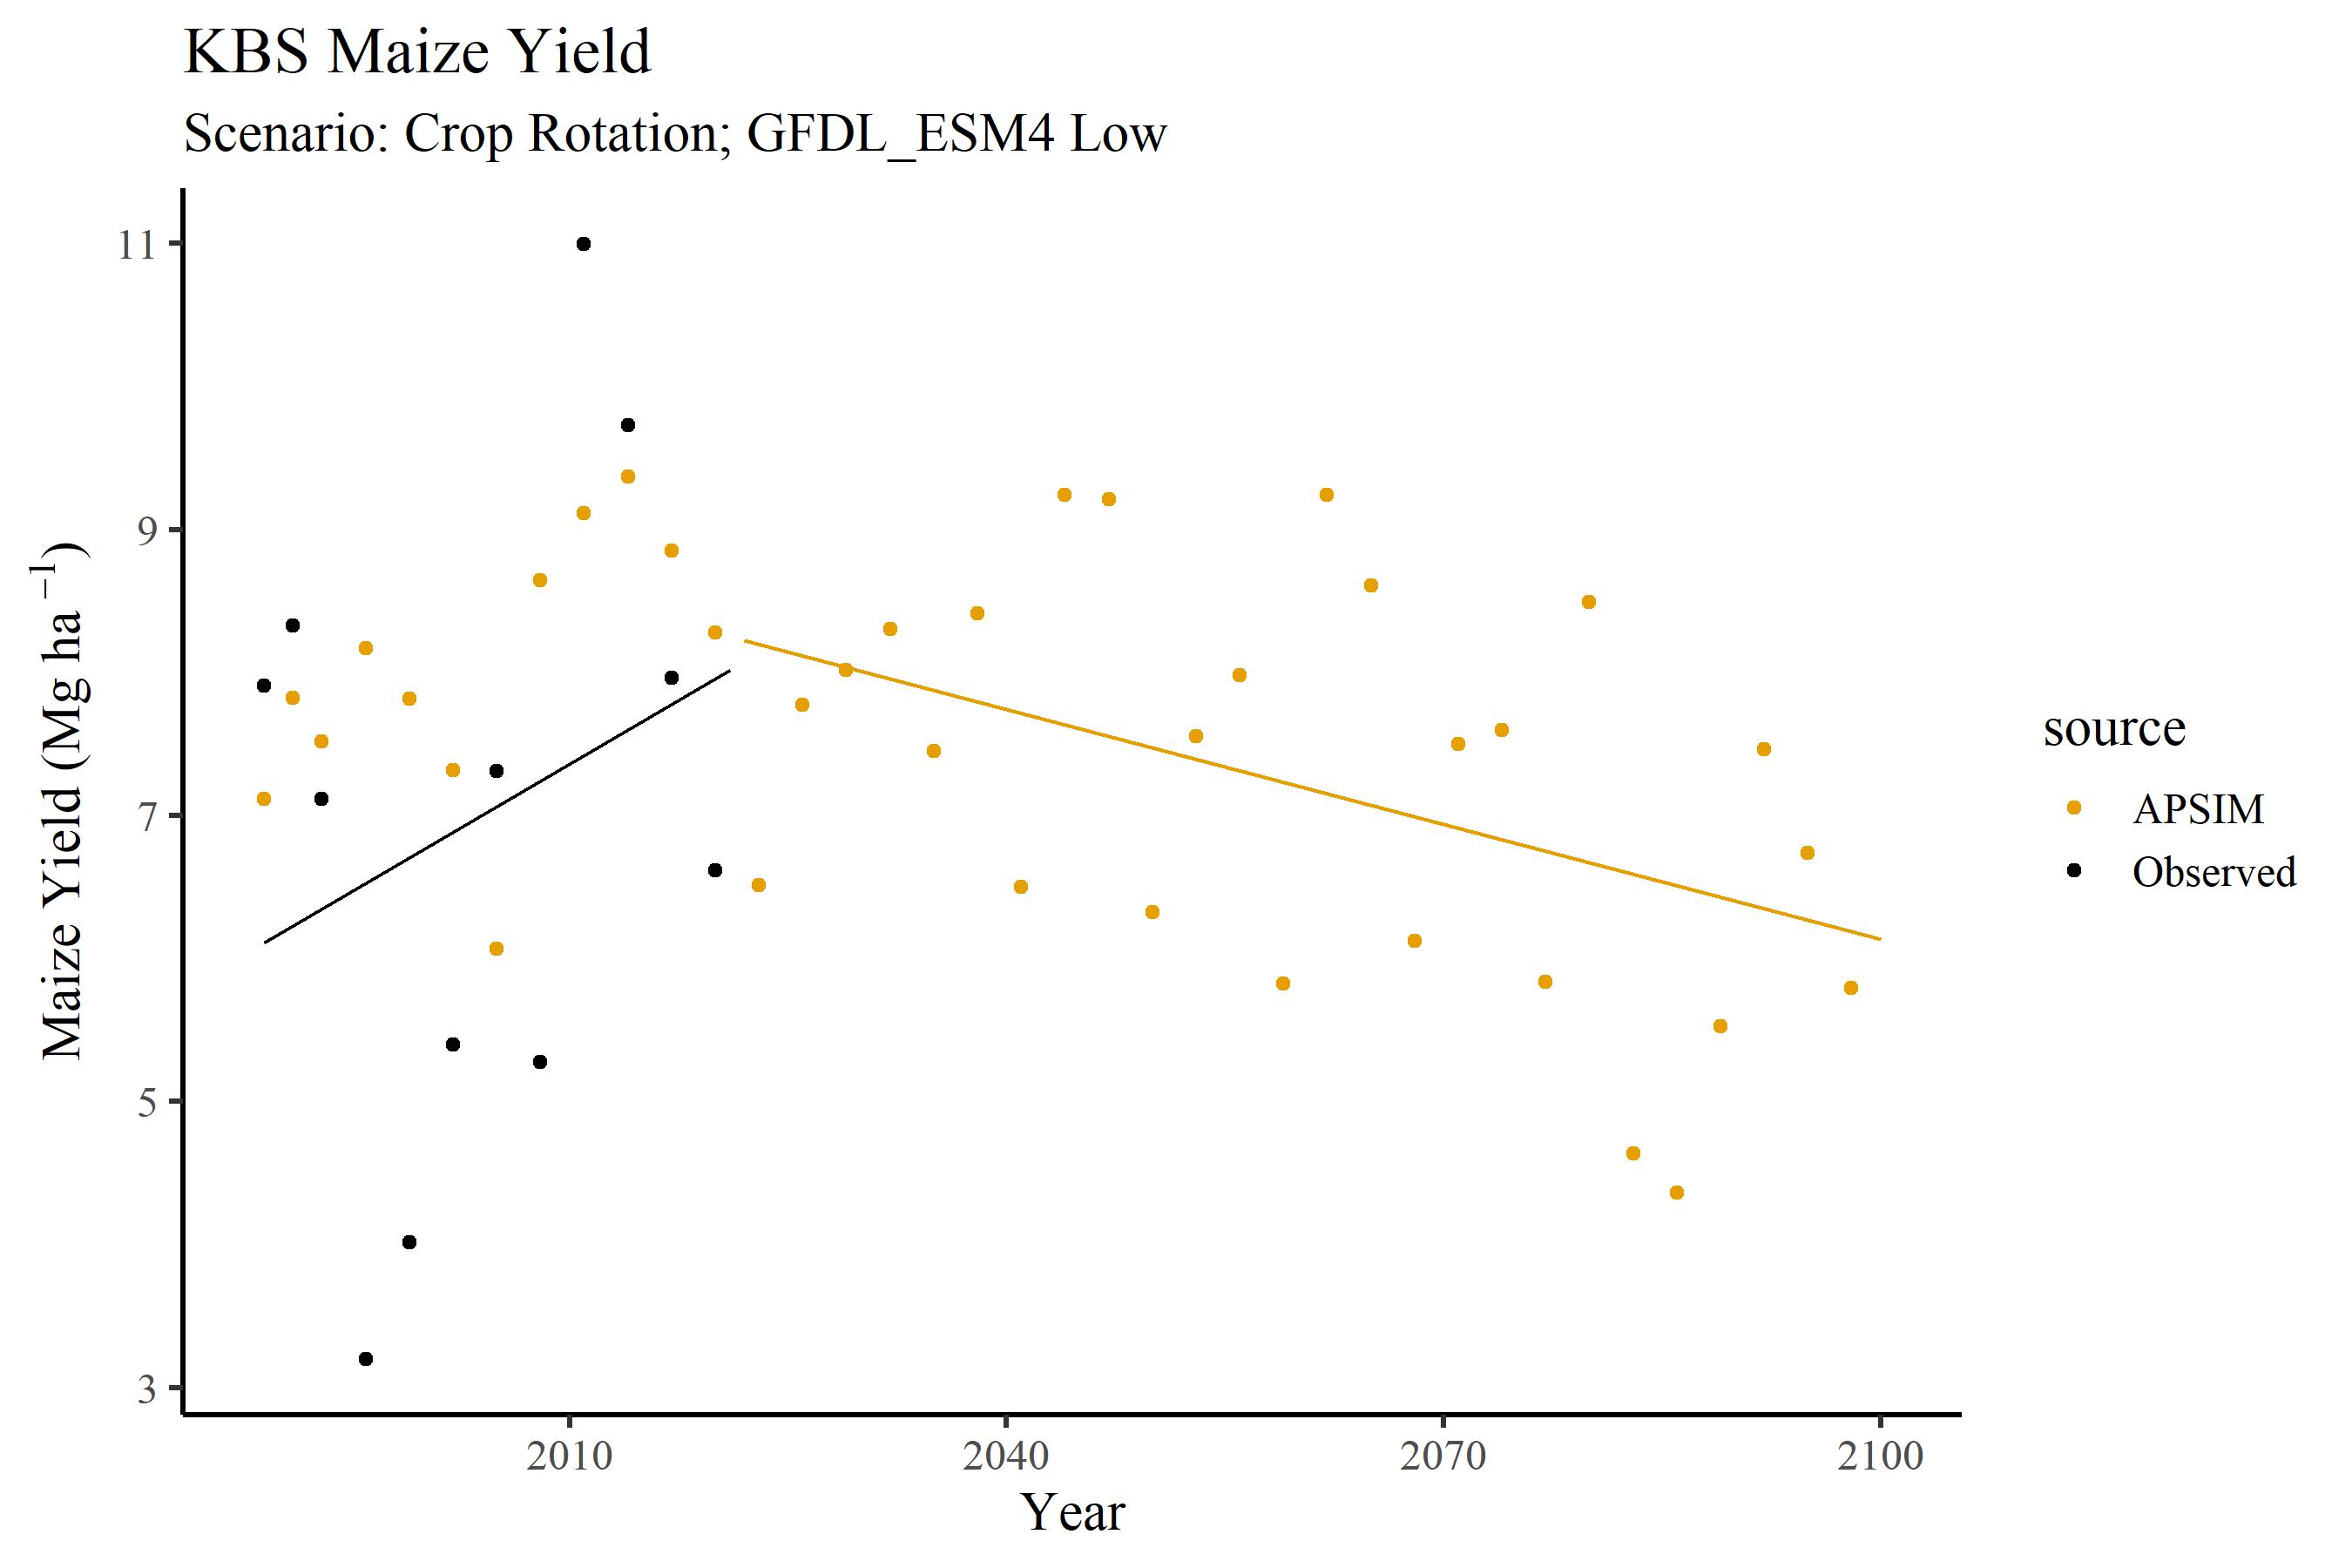 KBS Maize Yield
Scenario: Crop Rotation; GFDL_ESM4 Low
11
9
7
5
3
Maize Yield (Mg ha ⁻¹)
2010 2040 2070 2100
Year
source
APSIM
Observed